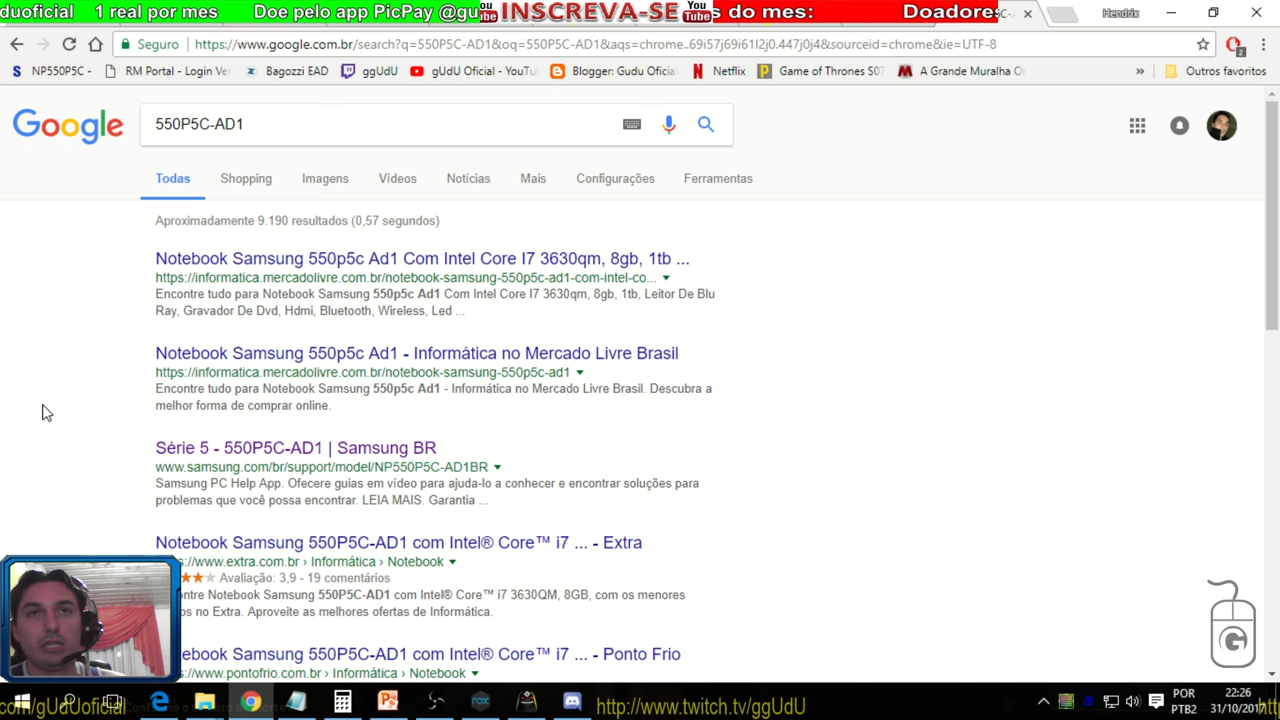 duoficial 1 real por mes Doe pelo app PicPay @gu
You Tube INSCREVA-SE You Tube
s do mes: Doadores
C- Hendrix
Seguro https://www.google.com.br/search?q=550P5C-AD1&oq=550P5C-AD1&aqs=chrome..69i57j69i61l2j0.447j0j4&sourceid=chrome&ie=UTF-8
S NP550P5C - RM Portal - Login Ve Bagozzi EAD ggUdU gUdU Oficial - YouTu Blogger: Gudu Oficia Netflix Game of Thrones S07 A Grande Muralha Or » Outros favoritos
Google 550P5C-AD1
Todas Shopping Imagens Vídeos Notícias Mais Configurações Ferramentas
Aproximadamente 9.190 resultados (0,57 segundos)
Notebook Samsung 550p5c Ad1 Com Intel Core I7 3630qm, 8gb, 1tb ...
https://informatica.mercadolivre.com.br/notebook-samsung-550p5c-ad1-com-intel-co...
Encontre tudo para Notebook Samsung 550p5c Ad1 Com Intel Core I7 3630qm, 8gb, 1tb, Leitor De Blu
Ray, Gravador De Dvd, Hdmi, Bluetooth, Wireless, Led ...
Notebook Samsung 550p5c Ad1 - Informática no Mercado Livre Brasil
https://informatica.mercadolivre.com.br/notebook-samsung-550p5c-ad1
Encontre tudo para Notebook Samsung 550p5c Ad1 - Informática no Mercado Livre Brasil. Descubra a
melhor forma de comprar online.
Série 5 - 550P5C-AD1 | Samsung BR
www.samsung.com/br/support/model/NP550P5C-AD1BR
Samsung PC Help App. Ofecere guias em vídeo para ajuda-lo a conhecer e encontrar soluções para
problemas que você possa encontrar. LEIA MAIS. Garantia ...
Notebook Samsung 550P5C-AD1 com Intel® Core™ i7 ... - Extra
s://www.extra.com.br › Informática › Notebook
Avaliação: 3,9 - 19 comentários
ontre Notebook Samsung 550P5C-AD1 com Intel® Core™ i7 3630QM, 8GB, com os menores
os no Extra. Aproveite as melhores ofertas de Informática.
ebook Samsung 550P5C-AD1 com Intel® Core™ i7 ... - Ponto Frio
s://www.pontofrio.com.br › Informática › Notebook
G
.com/gUdUoficial http://www.twitch.tv/ggUdU POR 22:26
PTB2 31/10/2017